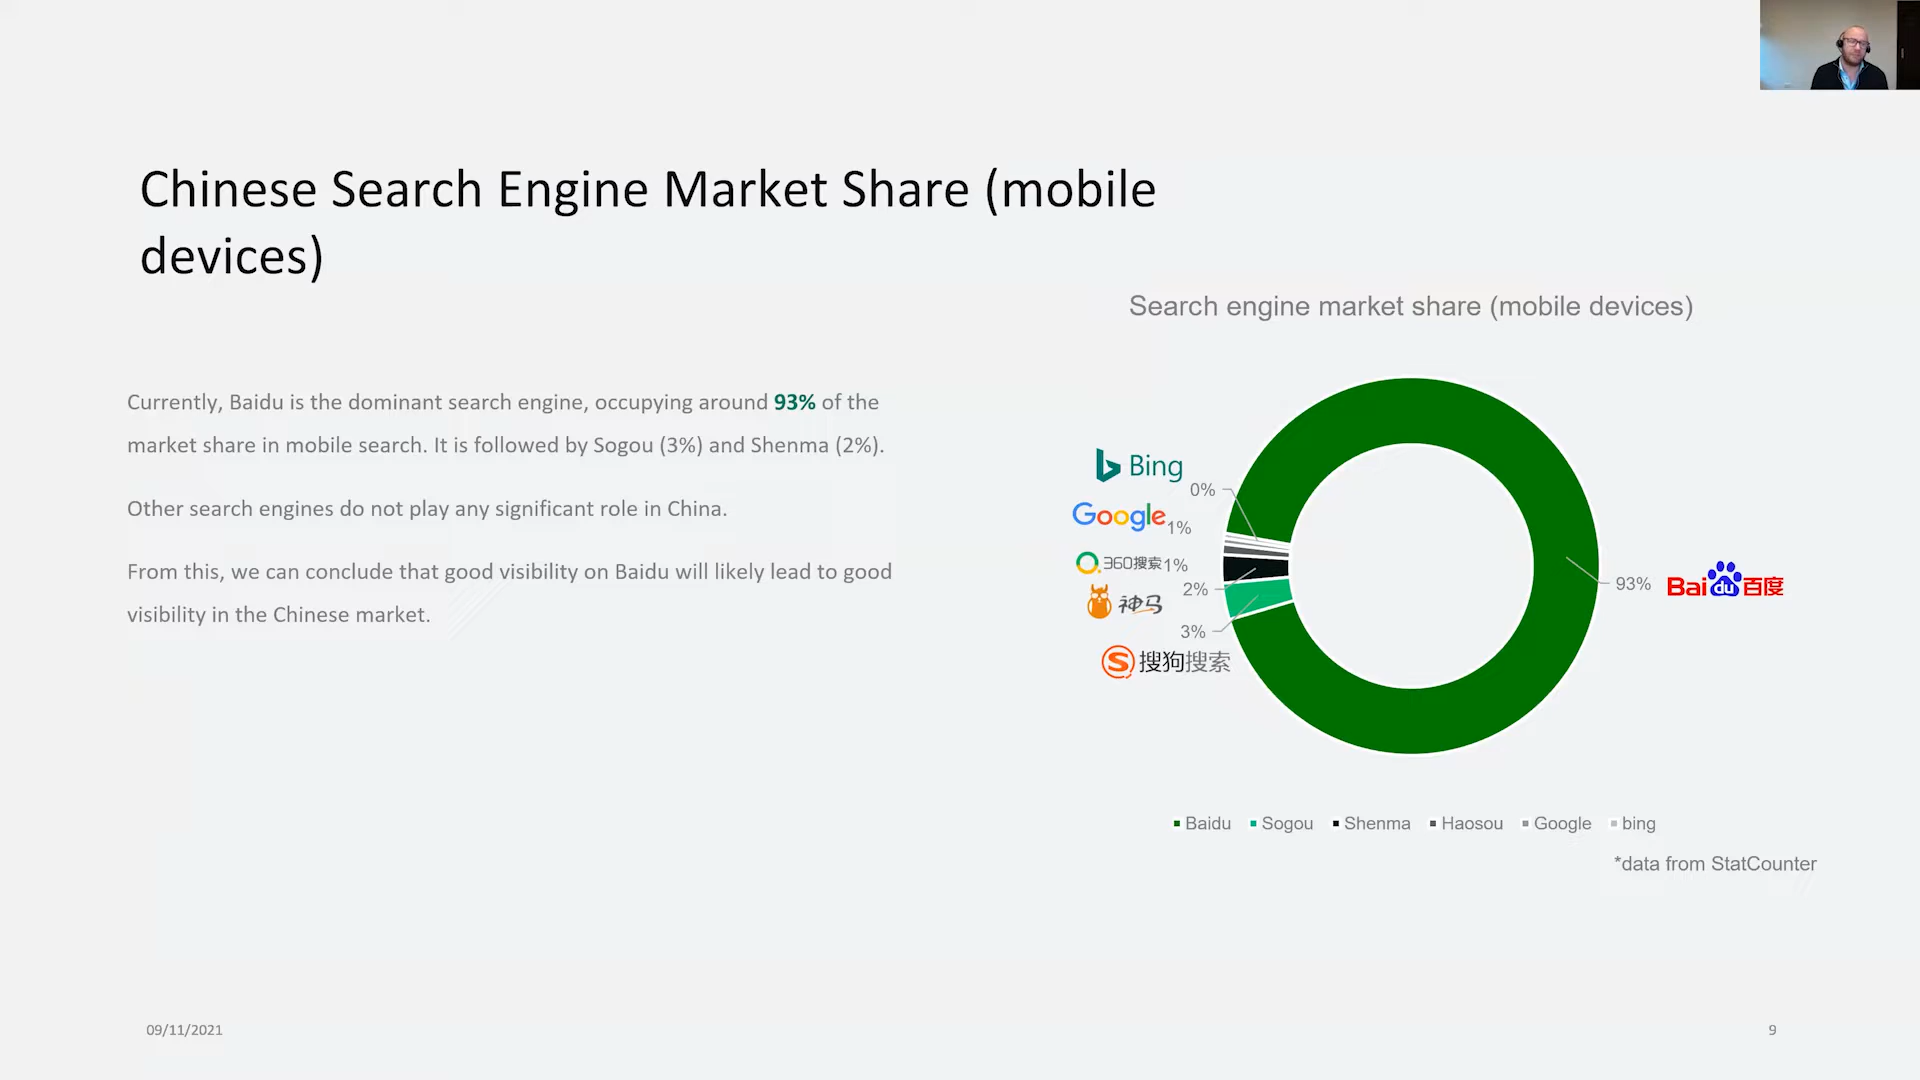 Chinese Search Engine Market Share (mobile
devices)
Currently, Baidu is the dominant search engine, occupying around 93% of the
market share in mobile search. It is followed by Sogou (3%) and Shenma (2%).
Other search engines do not play any significant role in China.
From this, we can conclude that good visibility on Baidu will likely lead to good
visibility in the Chinese market.
Search engine market share (mobile devices)
Bing
0%
Google
1%
360搜索
1%
神马
2%
3%
搜狗搜索
93%
Bai du 百度
Baidu Sogou Shenma Haosou Google bing
*data from StatCounter
09/11/2021
9